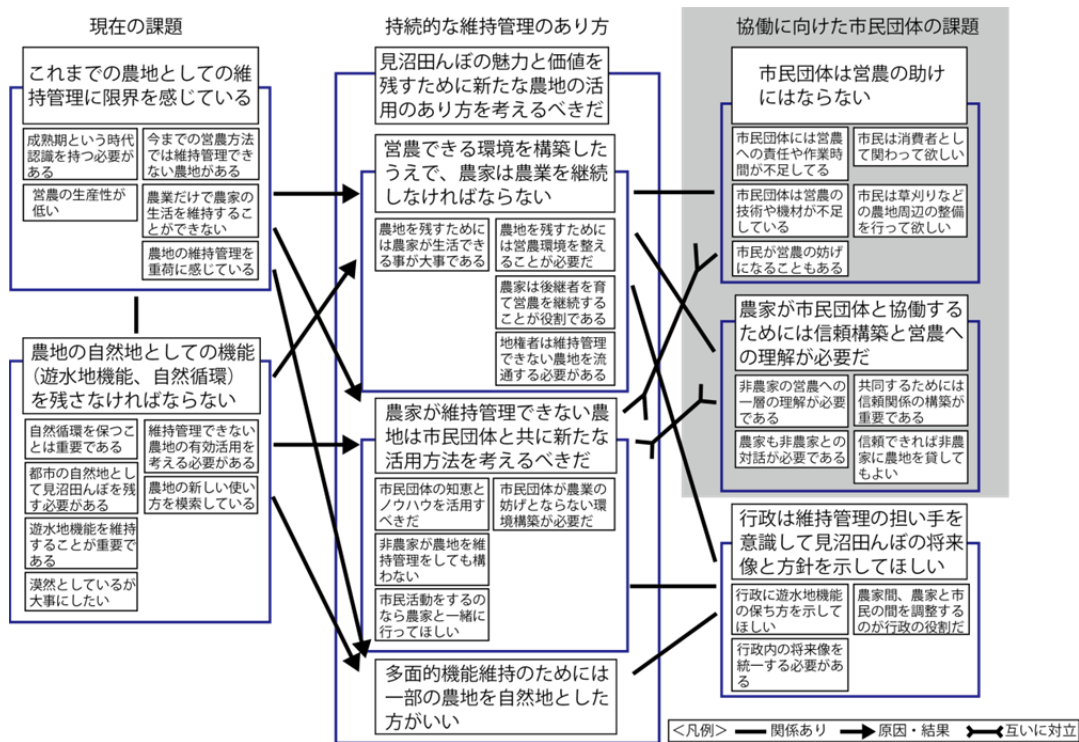 現在の課題
これまでの農地としての維
持管理に限界を感じている
成熟期という時代
認識を持つ必要が
ある
今までの営農方法
では維持管理でき
ない農地がある
営農の生産性が
低い
農業だけで農家の
生活を維持するこ
とができない
農地の維持管理を
重荷に感じている
農地の自然地としての機能
(遊水地機能、自然循環)
を残さなければならない
自然循環を保つこ
とは重要である
維持管理できない
農地の有効活用を
考える必要がある
都市の自然地とし
て見沼田んぼを残
す必要がある
農地の新しい使い
方を模索している
遊水地機能を維持
することが重要で
ある
漠然としているが
大事にしたい
持続的な維持管理のあり方
見沼田んぼの魅力と価値を
残すために新たな農地の活
用のあり方を考えるべきだ
営農できる環境を構築した
うえで、農家は農業を継続
しなければならない
農地を残すために
は農家が生活でき
る事が大事である
農地を残すために
は営農環境を整え
ることが必要だ
農家は後継者を育
て営農を継続する
ことが役割である
地権者は維持管理
できない農地を流
通する必要がある
農家が維持管理できない農
地は市民団体と共に新たな
活用方法を考えるべきだ
市民団体の知恵と
ノウハウを活用す
べきだ
市民団体が農業の
妨げとならない環
境構築が必要だ
非農家が農地を維
持管理をしても構
わない
市民活動をするの
なら農家と一緒に
行ってほしい
多面的機能維持のためには
一部の農地を自然地とした
方がいい
協働に向けた市民団体の課題
市民団体は営農の助け
にはならない
市民団体には営農
への責任や作業時
間が不足してる
市民は消費者とし
て関わって欲しい
市民団体は営農の
技術や機材が不足
している
市民は草刈りなど
の農地周辺の整備
を行って欲しい
市民が営農の妨げ
になることもある
農家が市民団体と協働する
ためには信頼構築と営農へ
の理解が必要だ
非農家の営農への
一層の理解が必要
である
共同するためには
信頼関係の構築が
重要である
農家も非農家との
対話が必要である
信頼できれば非農
家に農地を貸して
もよい
行政は維持管理の担い手を
意識して見沼田んぼの将来
像と方針を示してほしい
行政に遊水地機能
の保ち方を示して
ほしい
農家間、農家と市
民の間を調整する
のが行政の役割だ
行政内の将来像を
統一する必要があ
る
<凡例> 関係あり 原因・結果 互いに対立